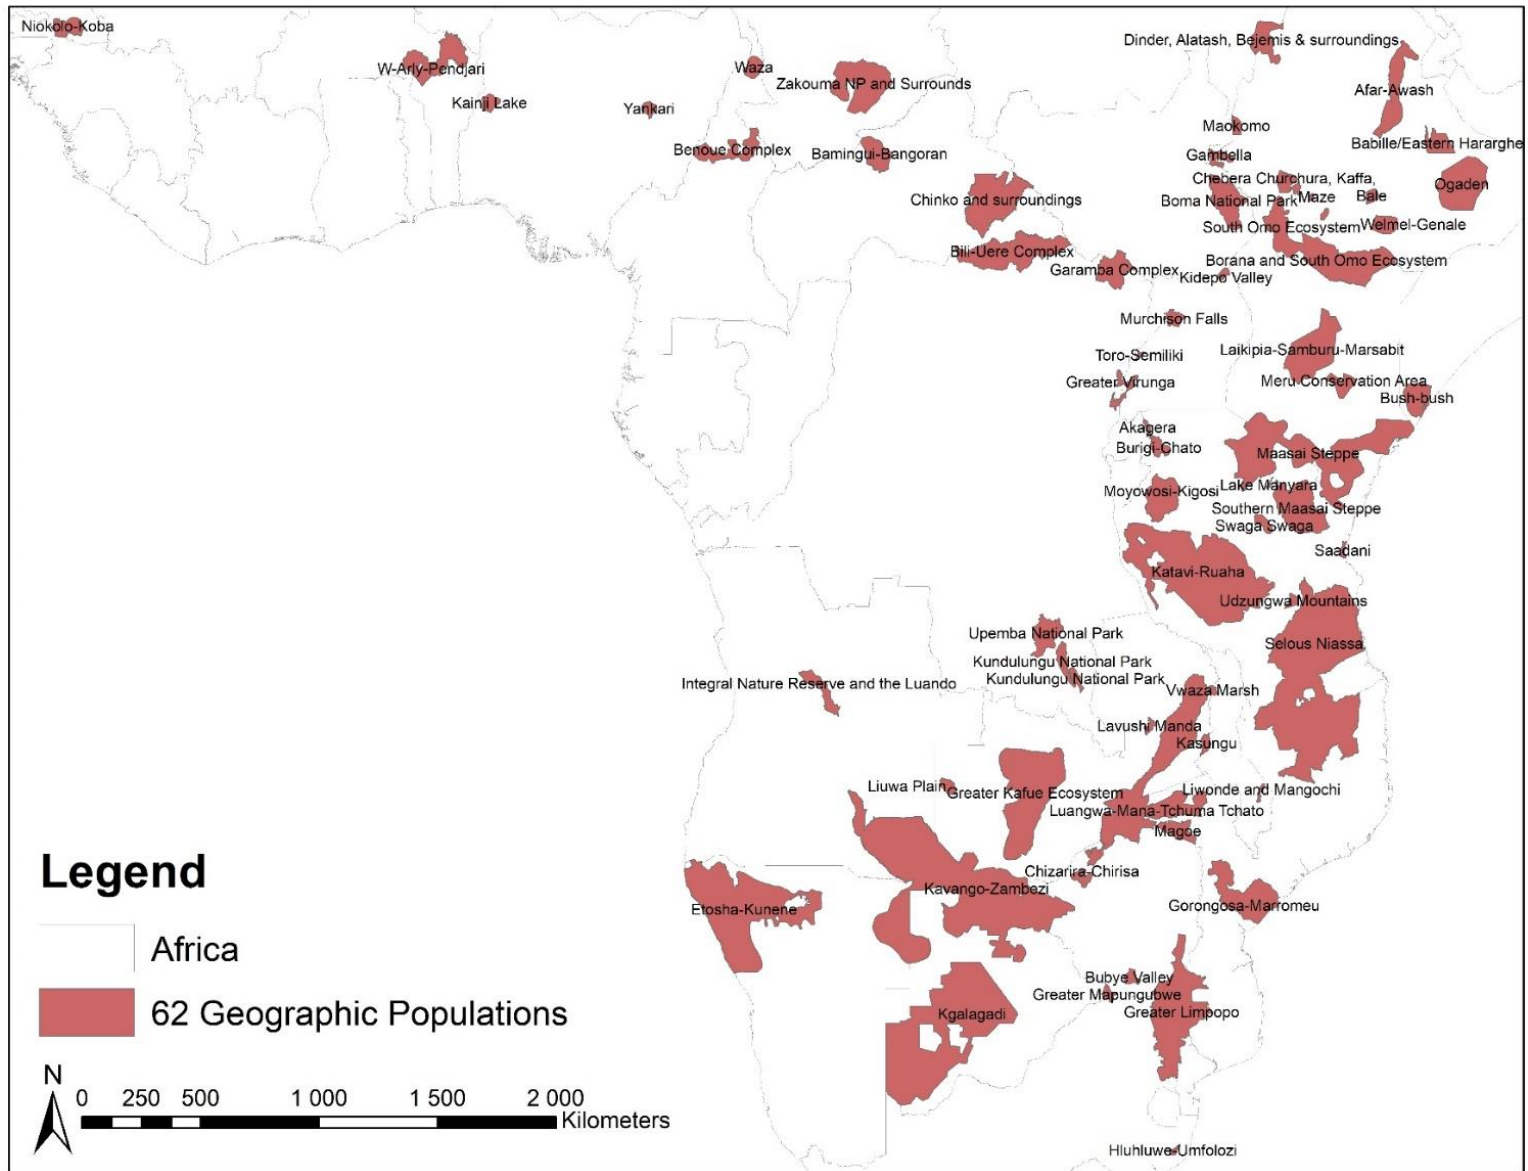 Niokolo-Koba
W-Arly-Pendjari
Kainji Lake
Yankari
Waza
Zakouma NP and Surrounds
Benoue Complex
Bamingui-Bangoran
Chinko and surroundings
Bili-Uere Complex
Garamba Complex
Dinder, Alatash, Bejemis & surroundings
Afar-Awash
Maokomo
Babille/Eastern Hararghe
Gambella
Chebera Churchura, Kaffa,
Ogaden
Boma National Park
Maze
Bale
South Omo Ecosystem
Welmel-Genale
Borana and South Omo Ecosystem
Kidepo Valley
Murchison Falls
Toro-Semiliki
Laikipia-Samburu-Marsabit
Greater Virunga
Meru Conservation Area
Bush-bush
Akagera
Burigi-Chato
Maasai Steppe
Moyowosi-Kigosi
Lake Manyara
Southern Maasai Steppe
Swaga Swaga
Saadani
Katavi-Ruaha
Udzungwa Mountains
Upemba National Park
Selous Niassa
Kundulungu National Park
Kundulungu National Park
Integral Nature Reserve and the Luando
Vwaza Marsh
Lavushi Manda
Kasungu
Liuwa Plain
Greater Kafue Ecosystem
Liwonde and Mangochi
Luangwa-Mana-Tchuma Tchato
Magoe
Chizarira-Chirisa
Kavango-Zambezi
Etosha-Kunene
Gorongosa-Marromeu
Bubye Valley
Greater Mapungubwe
Greater Limpopo
Kgalagadi
Hluhluwe-Umfolozi
Legend
Africa
62 Geographic Populations
N
0 250 500 1 000 1 500 2 000
Kilometers